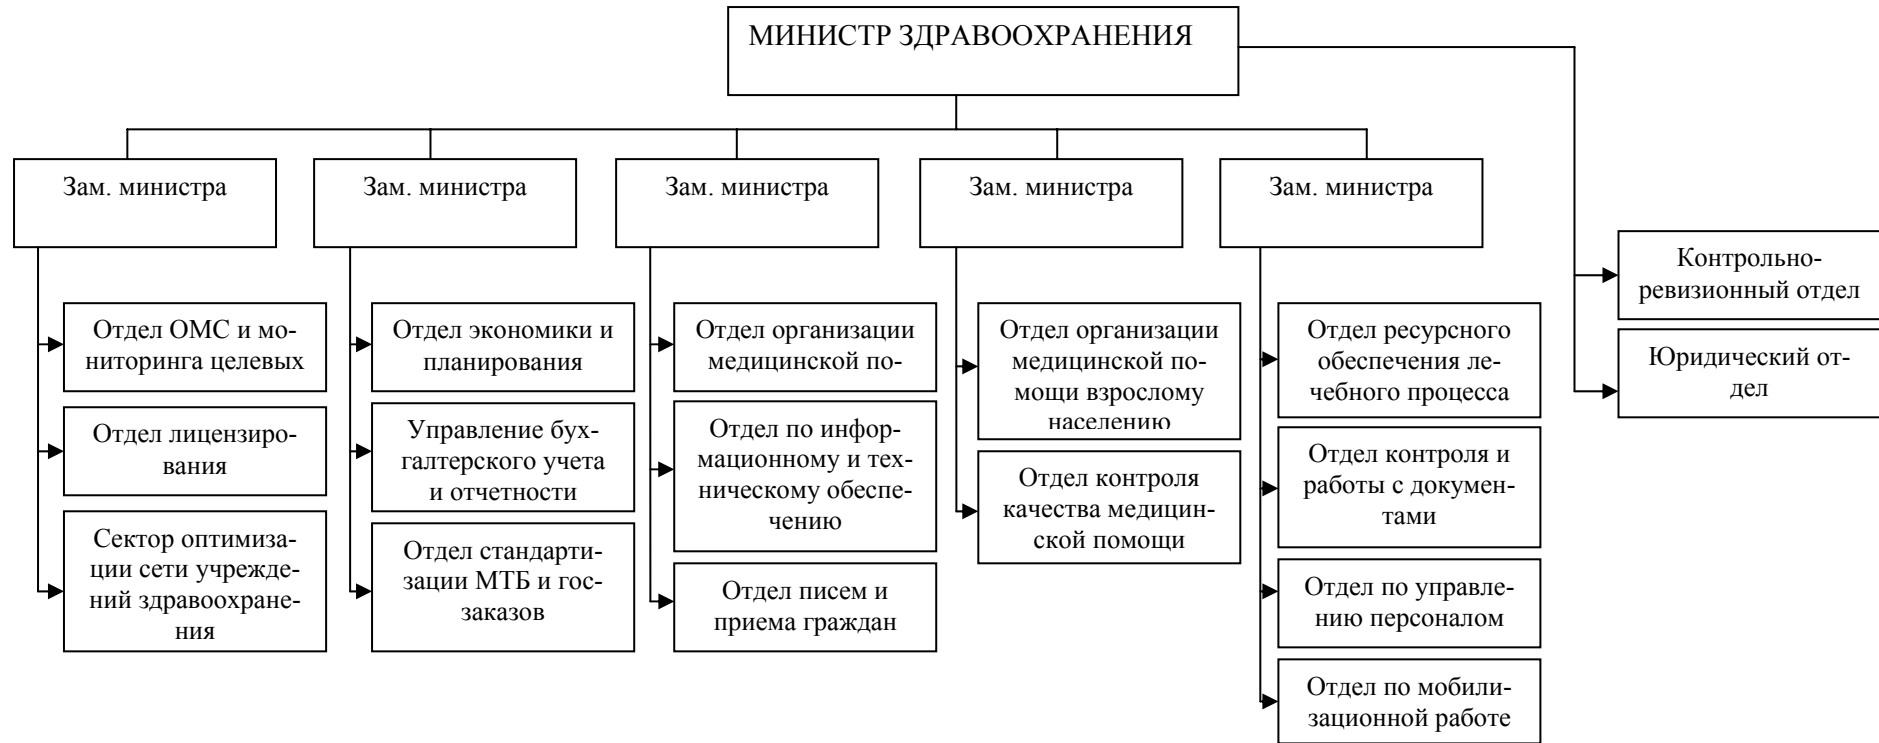 МИНИСТР ЗДРАВООХРАНЕНИЯ
Зам. министра
Зам. министра
Зам. министра
Зам. министра
Зам. министра
Отдел ОМС и мо-
ниторинга целевых
Отдел лицензиро-
вания
Сектор оптимиза-
ции сети учрежде-
ний здравоохране-
ния
Отдел экономики и
планирования
Управление бух-
галтерского учета
и отчетности
Отдел стандарти-
зации МТБ и гос-
заказов
Отдел организации
медицинской по-
Отдел по инфор-
мационному и тех-
ническому обеспе-
чению
Отдел писем и
приема граждан
Отдел организации
медицинской по-
мощи взрослому
населению
Отдел контроля
качества медицин-
ской помощи
Отдел ресурсного
обеспечения ле-
чебного процесса
Отдел контроля и
работы с докумен-
тами
Отдел по управле-
нию персоналом
Отдел по мобили-
зационной работе
Контрольно-
ревизионный отдел
Юридический от-
дел